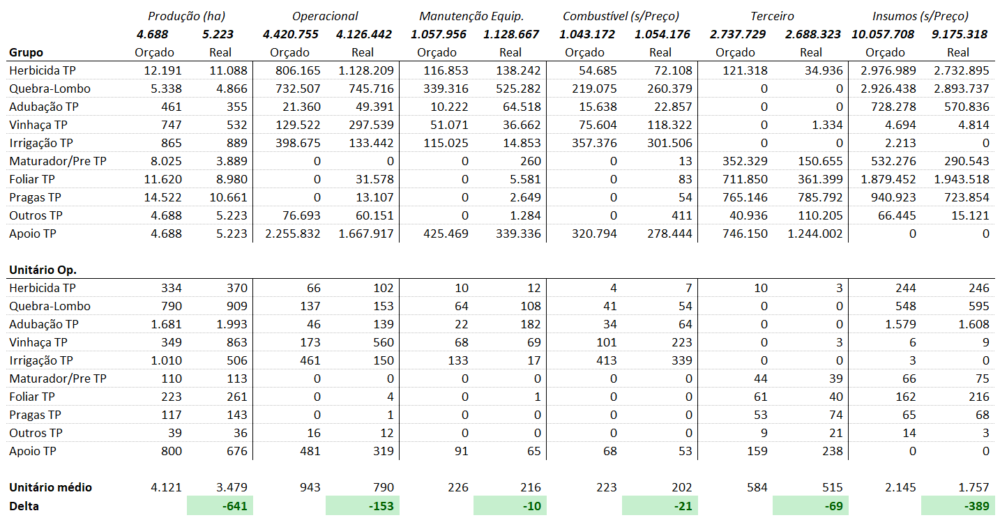 Produção (ha) Operacional Manutenção Equip. Combustível (s/Preço) Terceiro Insumos (s/Preço)
4.688 5.223 4.420.755 4.126.442 1.057.956 1.128.667 1.043.172 1.054.176 2.737.729 2.688.323 10.057.708 9.175.318
Grupo Orçado Real Orçado Real Orçado Real Orçado Real Orçado Real Orçado Real
Herbicida TP 12.191 11.088 806.165 1.128.209 116.853 138.242 54.685 72.108 121.318 34.936 2.976.989 2.732.895
Quebra-Lombo 5.338 4.866 732.507 745.716 339.316 525.282 219.075 260.379 0 0 2.926.438 2.893.737
Adubação TP 461 355 21.360 49.391 10.222 64.518 15.638 22.857 0 0 728.278 570.836
Vinhaça TP 747 532 129.522 297.539 51.071 36.662 75.604 118.322 0 1.334 4.694 4.814
Irrigação TP 865 889 398.675 133.442 115.025 14.853 357.376 301.506 0 0 2.213 0
Maturador/Pre TP 8.025 3.889 0 0 0 260 0 13 352.329 150.655 532.276 290.543
Foliar TP 11.620 8.980 0 31.578 0 5.581 0 83 711.850 361.399 1.879.452 1.943.518
Pragas TP 14.522 10.661 0 13.107 0 2.649 0 54 765.146 785.792 940.923 723.854
Outros TP 4.688 5.223 76.693 60.151 0 1.284 0 411 40.936 110.205 66.445 15.121
Apoio TP 4.688 5.223 2.255.832 1.667.917 425.469 339.336 320.794 278.444 746.150 1.244.002 0 0
Unitário Op.
Herbicida TP 334 370 66 102 10 12 4 7 10 3 244 246
Quebra-Lombo 790 909 137 153 64 108 41 54 0 0 548 595
Adubação TP 1.681 1.993 46 139 22 182 34 64 0 0 1.579 1.608
Vinhaça TP 349 863 173 560 68 69 101 223 0 3 6 9
Irrigação TP 1.010 506 461 150 133 17 413 339 0 0 3 0
Maturador/Pre TP 110 113 0 0 0 0 0 0 44 39 66 75
Foliar TP 223 261 0 4 0 1 0 0 61 40 162 216
Pragas TP 117 143 0 1 0 0 0 0 53 74 65 68
Outros TP 39 36 16 12 0 0 0 0 9 21 14 3
Apoio TP 800 676 481 319 91 65 68 53 159 238 0 0
Unitário médio 4.121 3.479 943 790 226 216 223 202 584 515 2.145 1.757
Delta -641 -153 -10 -21 -69 -389